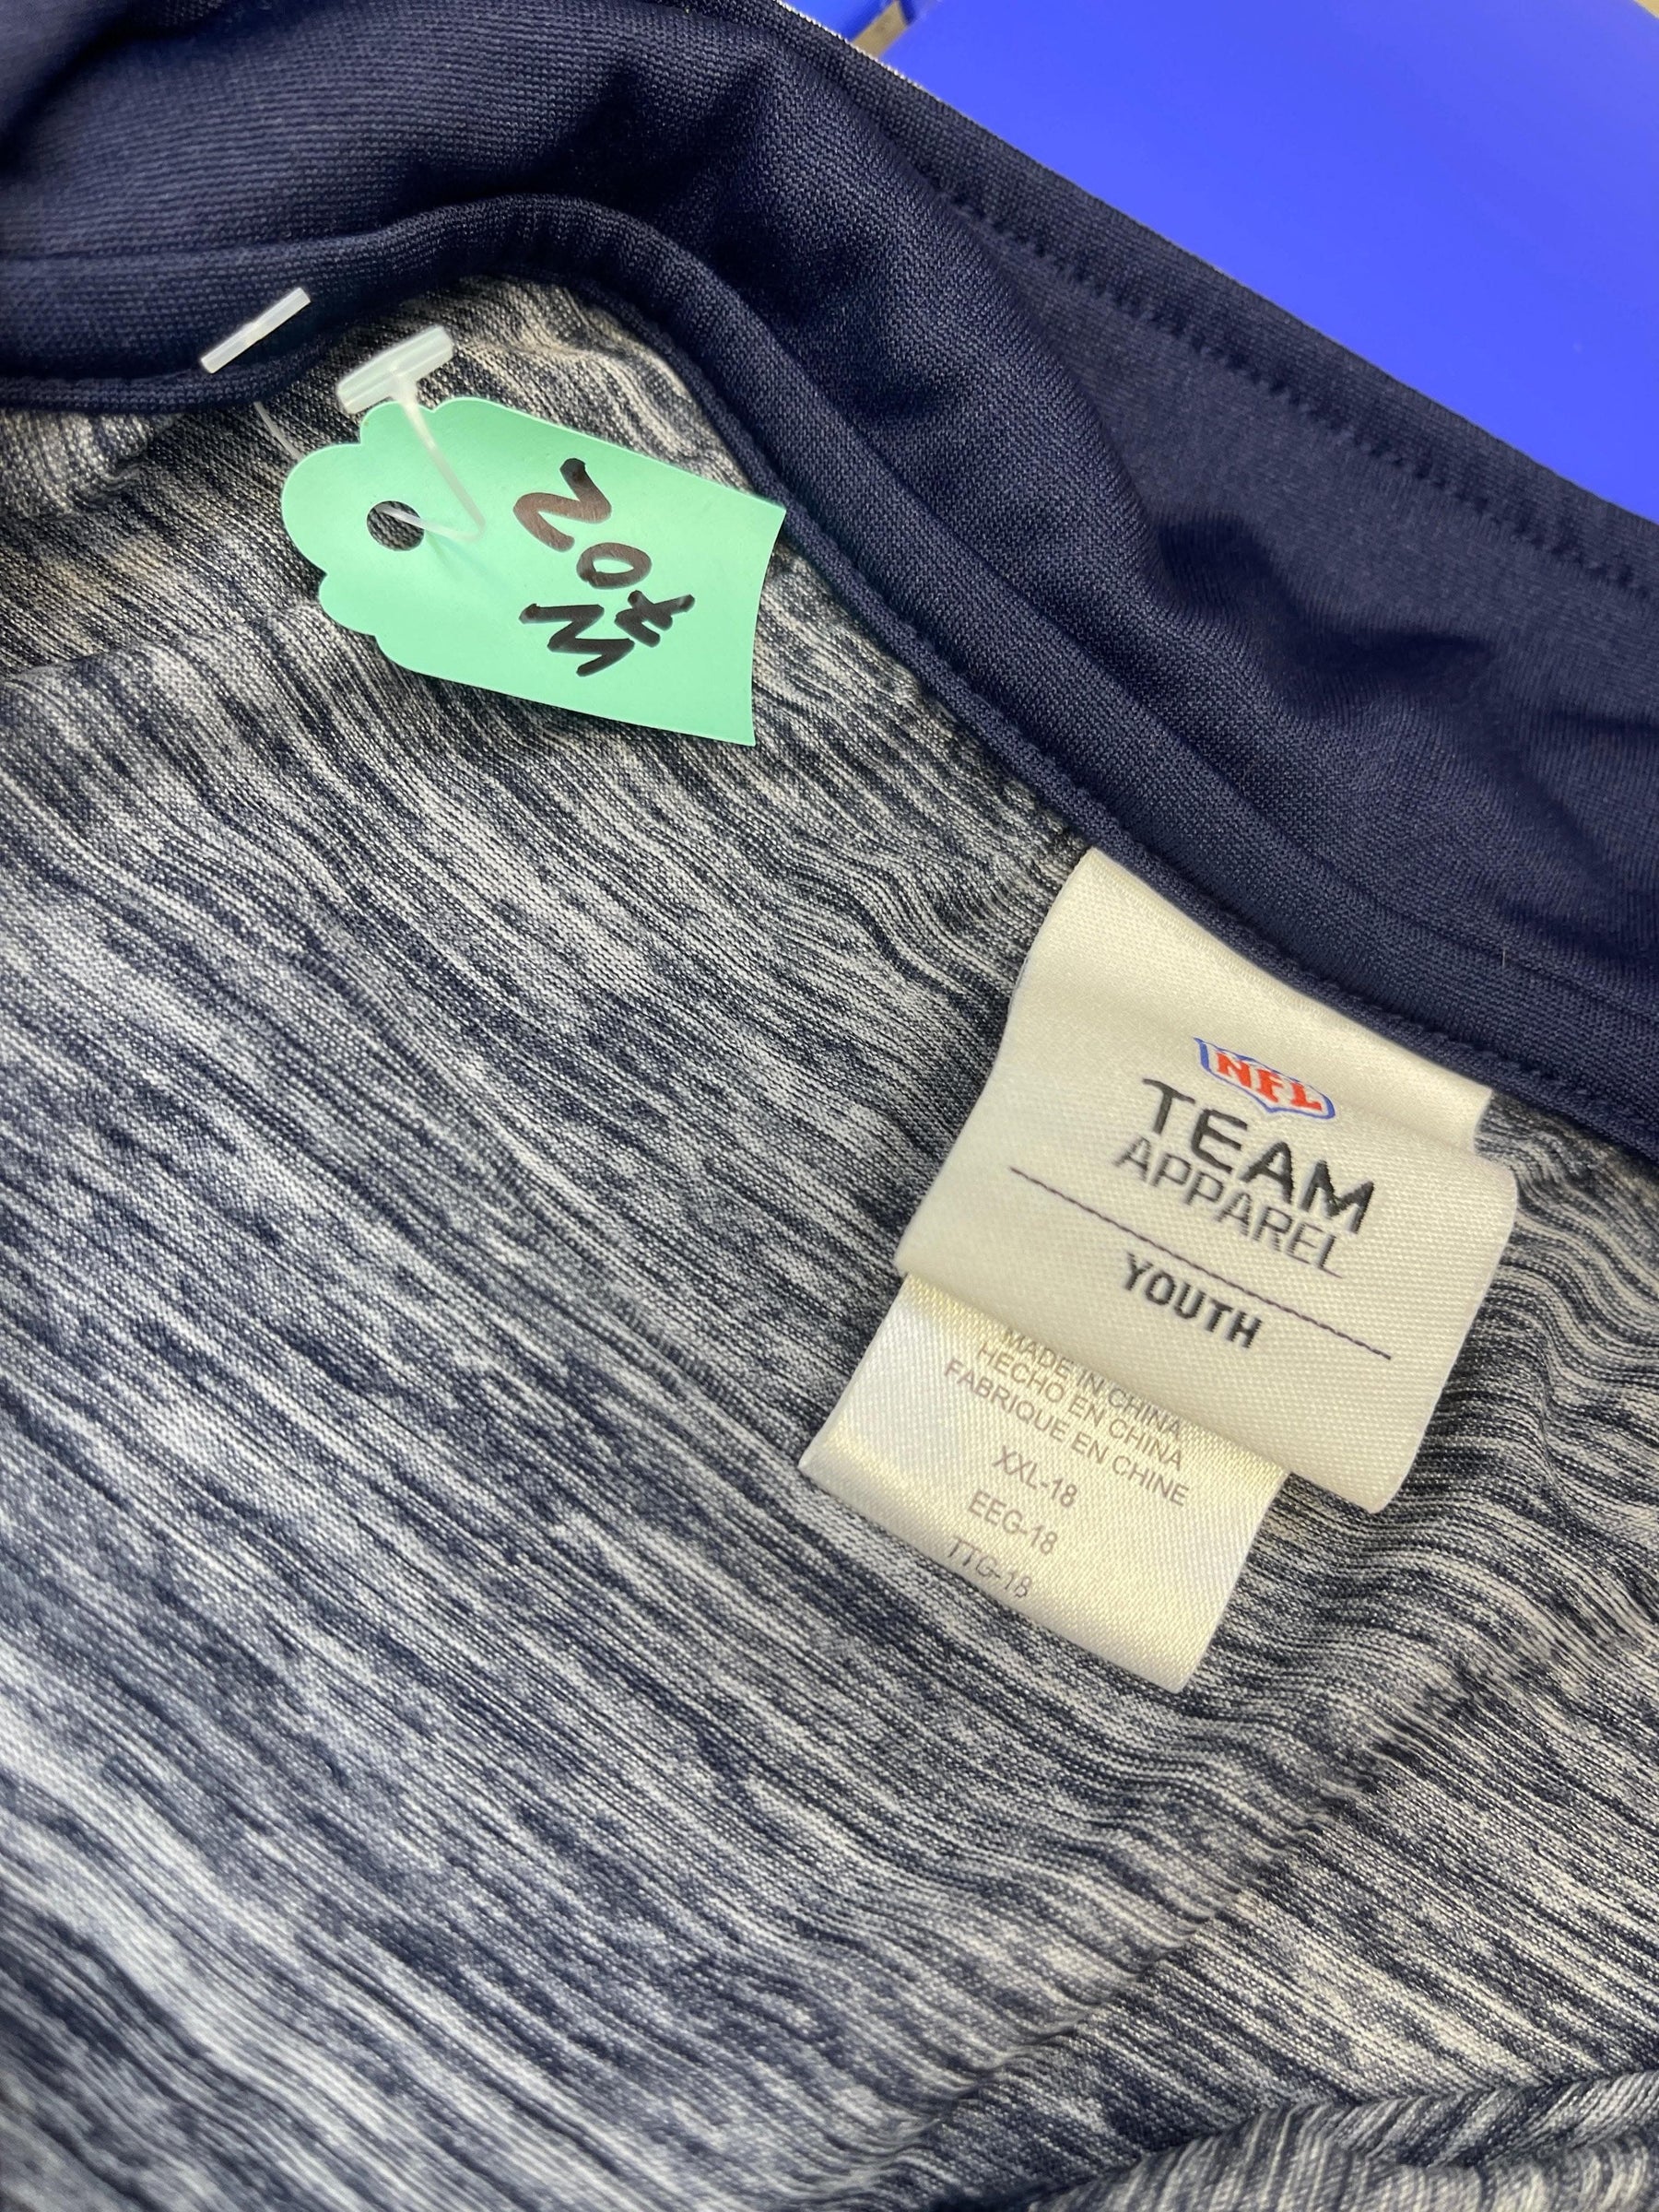 NFL
TEAM
APPAREL
YOUTH
MADE IN CHINA
HECHO EN CHINA
FABRIQUE EN CHINE
XXL-18
EEG-18
TTG-18